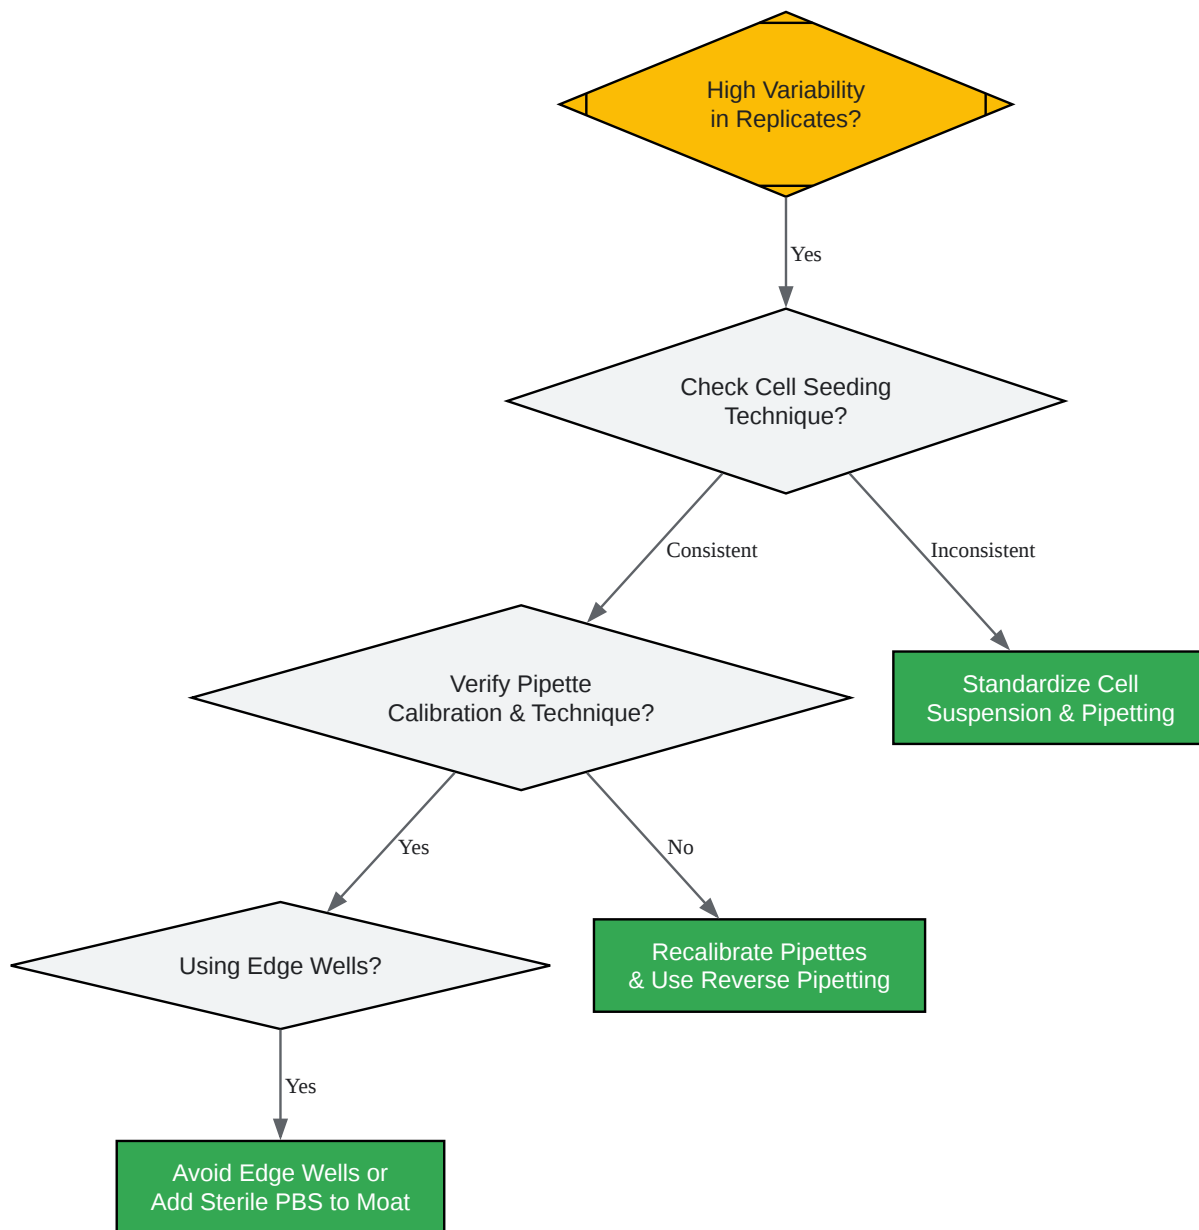 High Variability
in Replicates?
Yes
Check Cell Seeding
Technique?
Consistent
Inconsistent
Verify Pipette
Calibration & Technique?
Standardize Cell
Suspension & Pipetting
Yes
No
Using Edge Wells?
Recalibrate Pipettes
& Use Reverse Pipetting
Yes
Avoid Edge Wells or
Add Sterile PBS to Moat